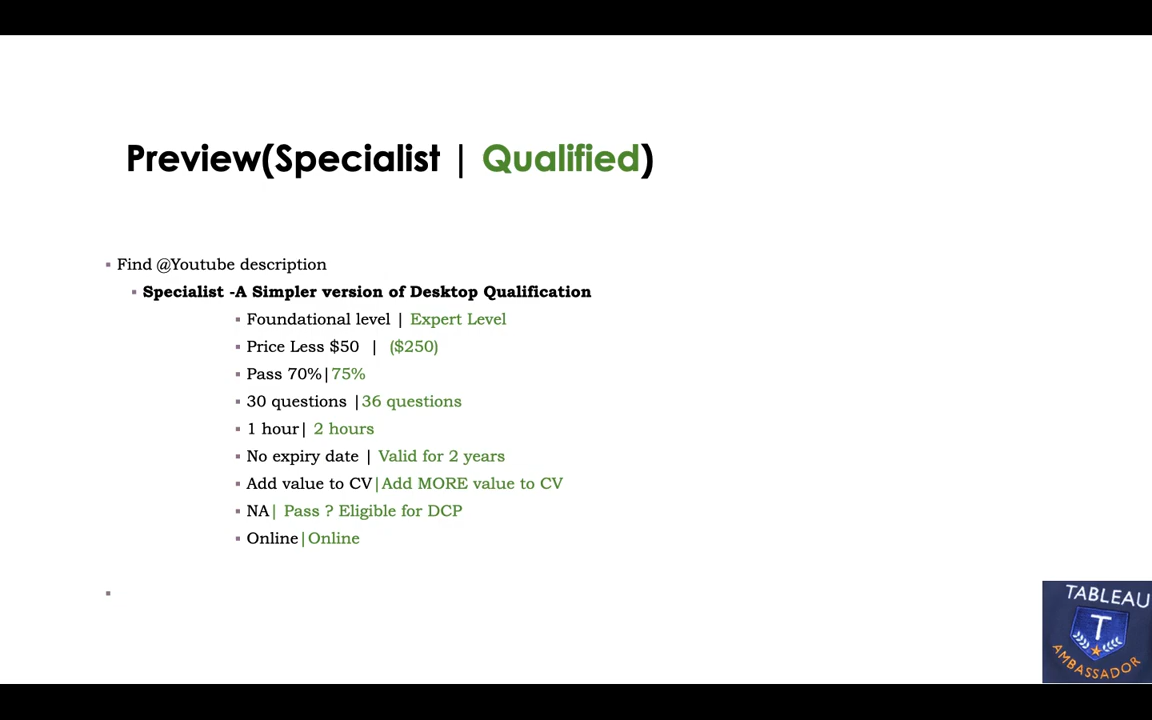 Preview(Specialist | Qualified)
Find @Youtube description
Specialist -A Simpler version of Desktop Qualification
Foundational level | Expert Level
Price Less $50 | ($250)
Pass 70%|75%
30 questions |36 questions
1 hour| 2 hours
No expiry date | Valid for 2 years
Add value to CV|Add MORE value to CV
NA| Pass ? Eligible for DCP
Online|Online
TABLEAU
T
AMBASSADOR